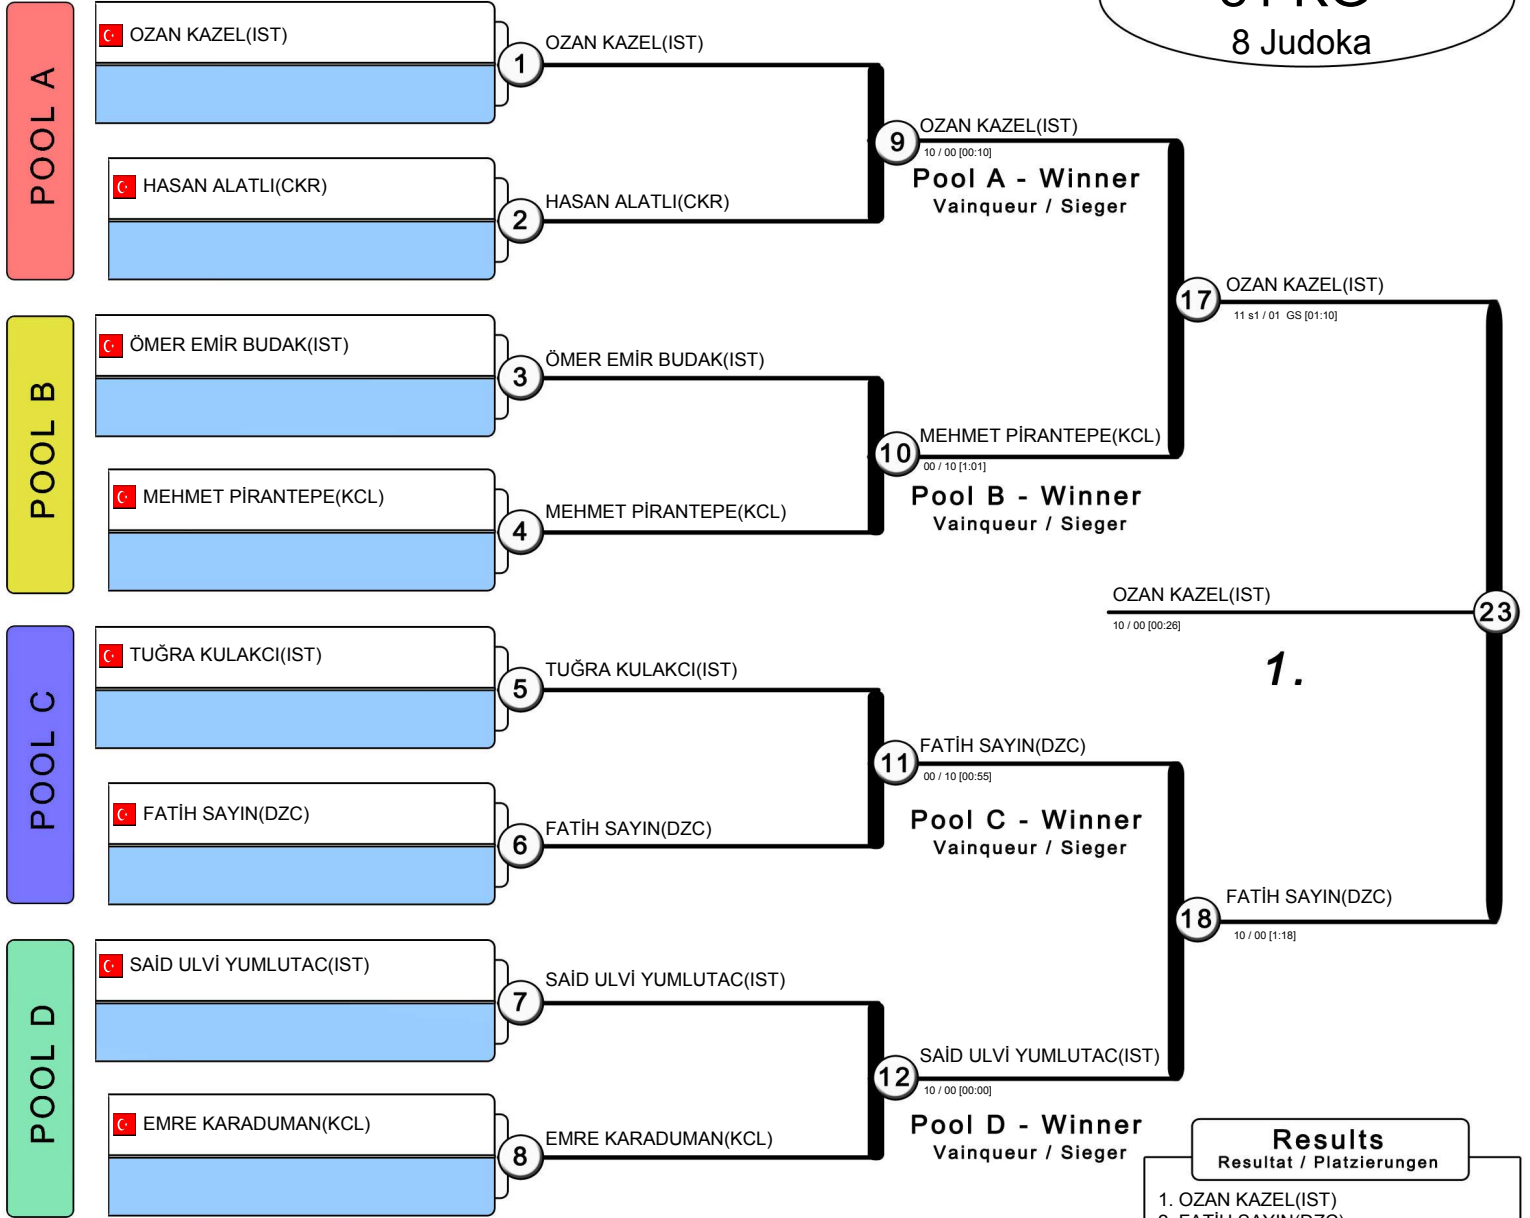 8 Judoka
POOL A
OZAN KAZEL(IST)
1
OZAN KAZEL(IST)
HASAN ALATLI(CKR)
2
HASAN ALATLI(CKR)
9
OZAN KAZEL(IST)
10 / 00 [00:10]
Pool A - Winner
Vainqueur / Sieger
POOL B
ÖMER EMİR BUDAK(IST)
3
ÖMER EMİR BUDAK(IST)
MEHMET PİRANTEPE(KCL)
4
MEHMET PİRANTEPE(KCL)
10
MEHMET PİRANTEPE(KCL)
00 / 10 [1:01]
Pool B - Winner
Vainqueur / Sieger
17
OZAN KAZEL(IST)
11 s1 / 01 GS [01:10]
OZAN KAZEL(IST)
10 / 00 [00:26]
23
1.
POOL C
TUĞRA KULAKCI(IST)
5
TUĞRA KULAKCI(IST)
FATİH SAYIN(DZC)
6
FATİH SAYIN(DZC)
11
FATİH SAYIN(DZC)
00 / 10 [00:55]
Pool C - Winner
Vainqueur / Sieger
18
FATİH SAYIN(DZC)
10 / 00 [1:18]
POOL D
SAİD ULVİ YUMLUTAC(IST)
7
SAİD ULVİ YUMLUTAC(IST)
EMRE KARADUMAN(KCL)
8
EMRE KARADUMAN(KCL)
12
SAİD ULVİ YUMLUTAC(IST)
10 / 00 [00:00]
Pool D - Winner
Vainqueur / Sieger
Results
Resultat / Platzierungen
1. OZAN KAZEL(IST)
2. FATİH SAYIN(DZC)